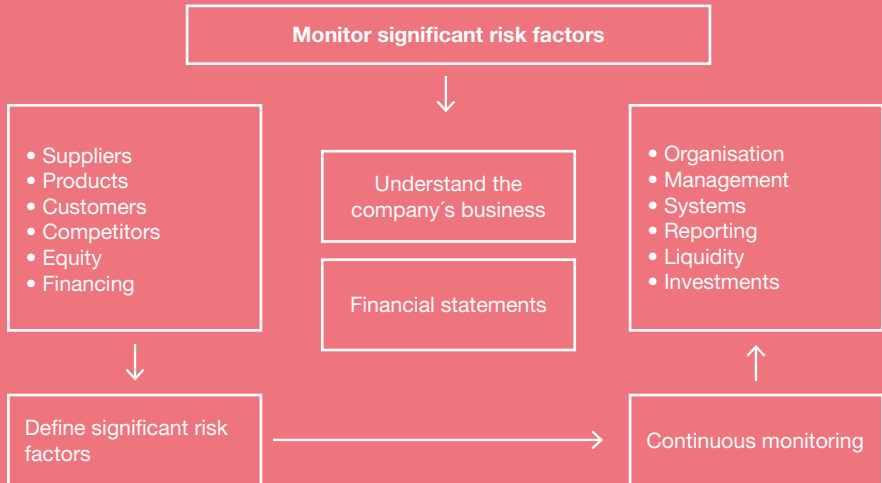 Monitor significant risk factors
• Suppliers
• Products
• Customers
• Competitors
• Equity
• Financing
Understand the
company´s business
Financial statements
• Organisation
• Management
• Systems
• Reporting
• Liquidity
• Investments
Define significant risk
factors
Continuous monitoring